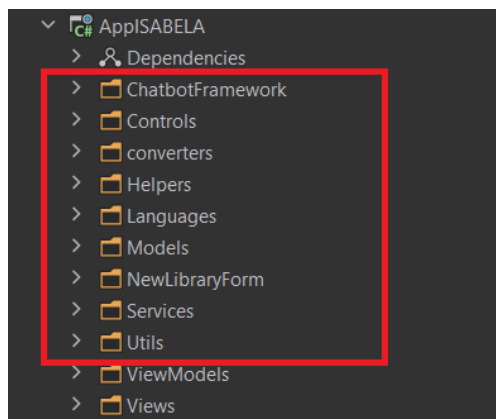 C# AppISABELA
Dependencies
ChatbotFramework
Controls
converters
Helpers
Languages
Models
NewLibraryForm
Services
Utils
ViewModels
Views